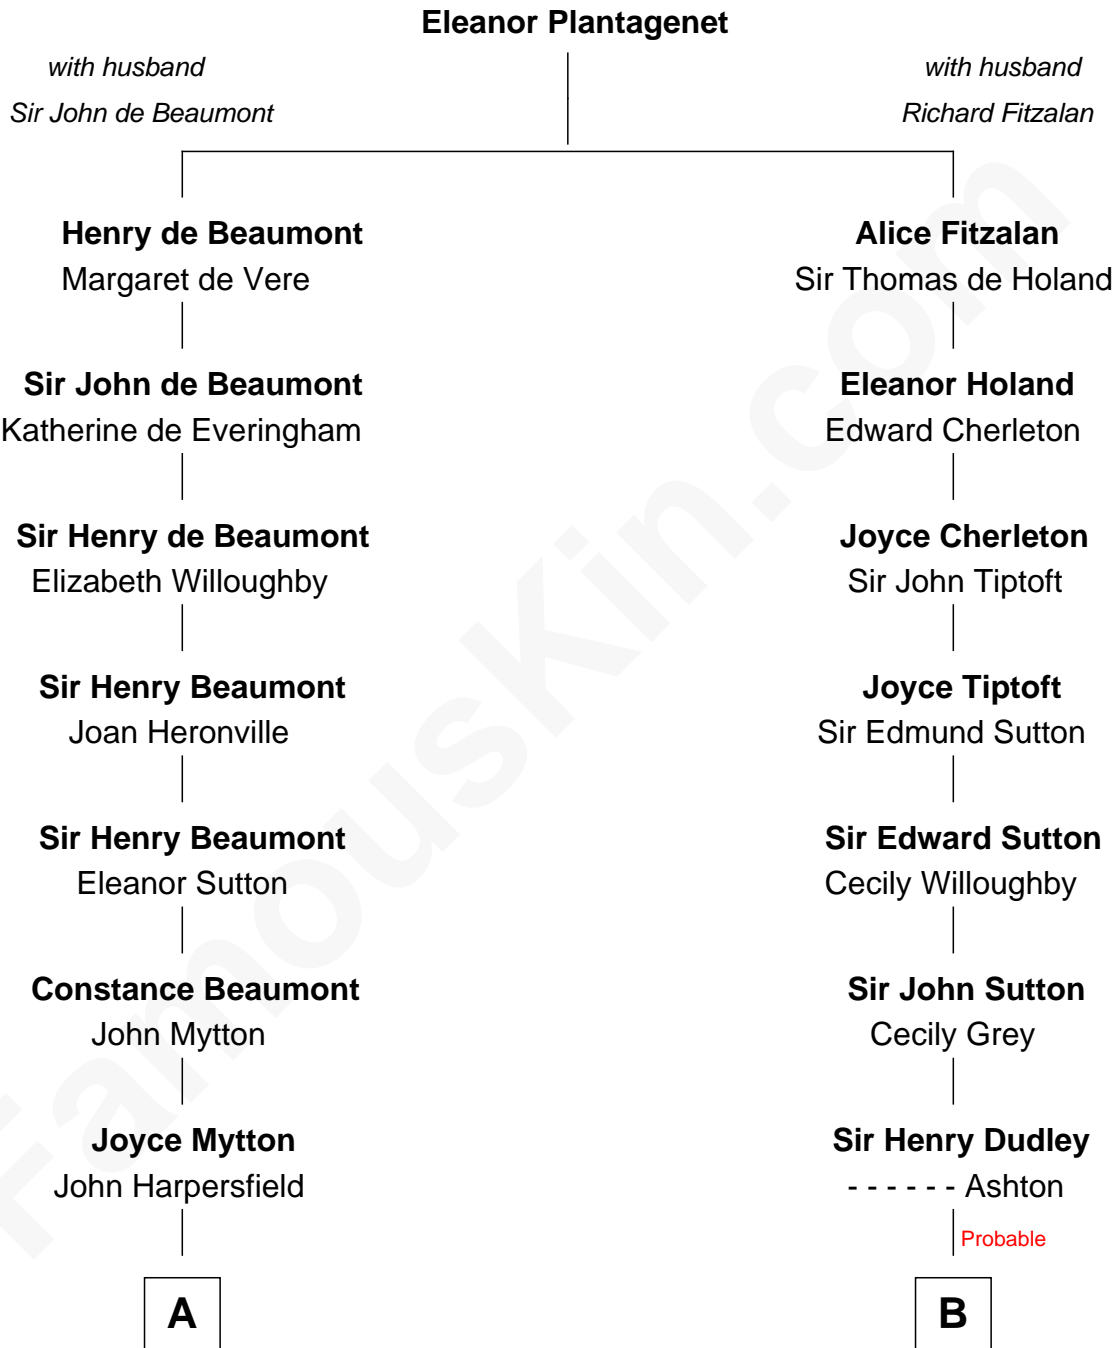 Eleanor Plantagenet
with husband
Sir John de Beaumont
with husband
Richard Fitzalan
Henry de Beaumont
Margaret de Vere
Alice Fitzalan
Sir Thomas de Holand
Sir John de Beaumont
Katherine de Everingham
Eleanor Holand
Edward Cherleton
Sir Henry de Beaumont
Elizabeth Willoughby
Joyce Cherleton
Sir John Tiptoft
Sir Henry Beaumont
Joan Heronville
Joyce Tiptoft
Sir Edmund Sutton
Sir Henry Beaumont
Eleanor Sutton
Sir Edward Sutton
Cecily Willoughby
Constance Beaumont
John Mytton
Sir John Sutton
Cecily Grey
Joyce Mytton
John Harpersfield
Sir Henry Dudley
- - - - - - Ashton
Probable
A
B
FamousKin.com